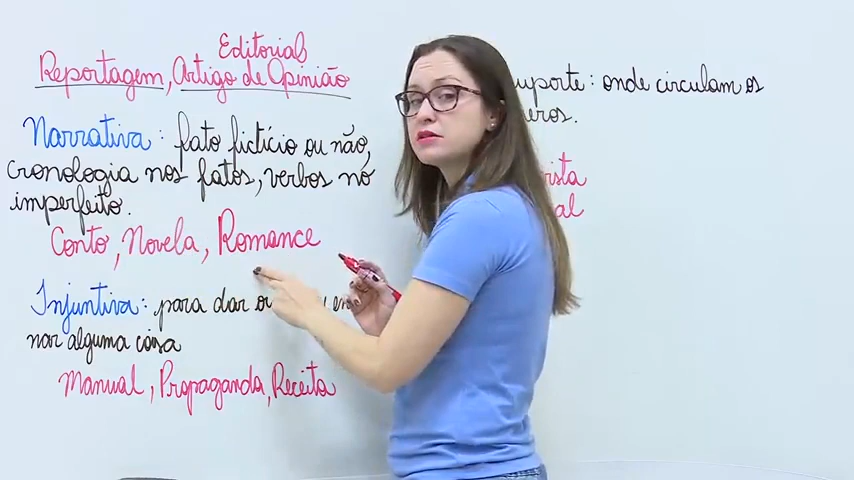 Editorial
Reportagem, Artigo de Opinião
Narrativa: fato fictício ou não,
cronologia nos fatos, verbos no
imperfeito.
Conto, Novela, Romance
Injuntiva: para dar
nar alguma coisa
Manual, Propaganda, Receita
uporte: onde circulam os
eros.
ista
al